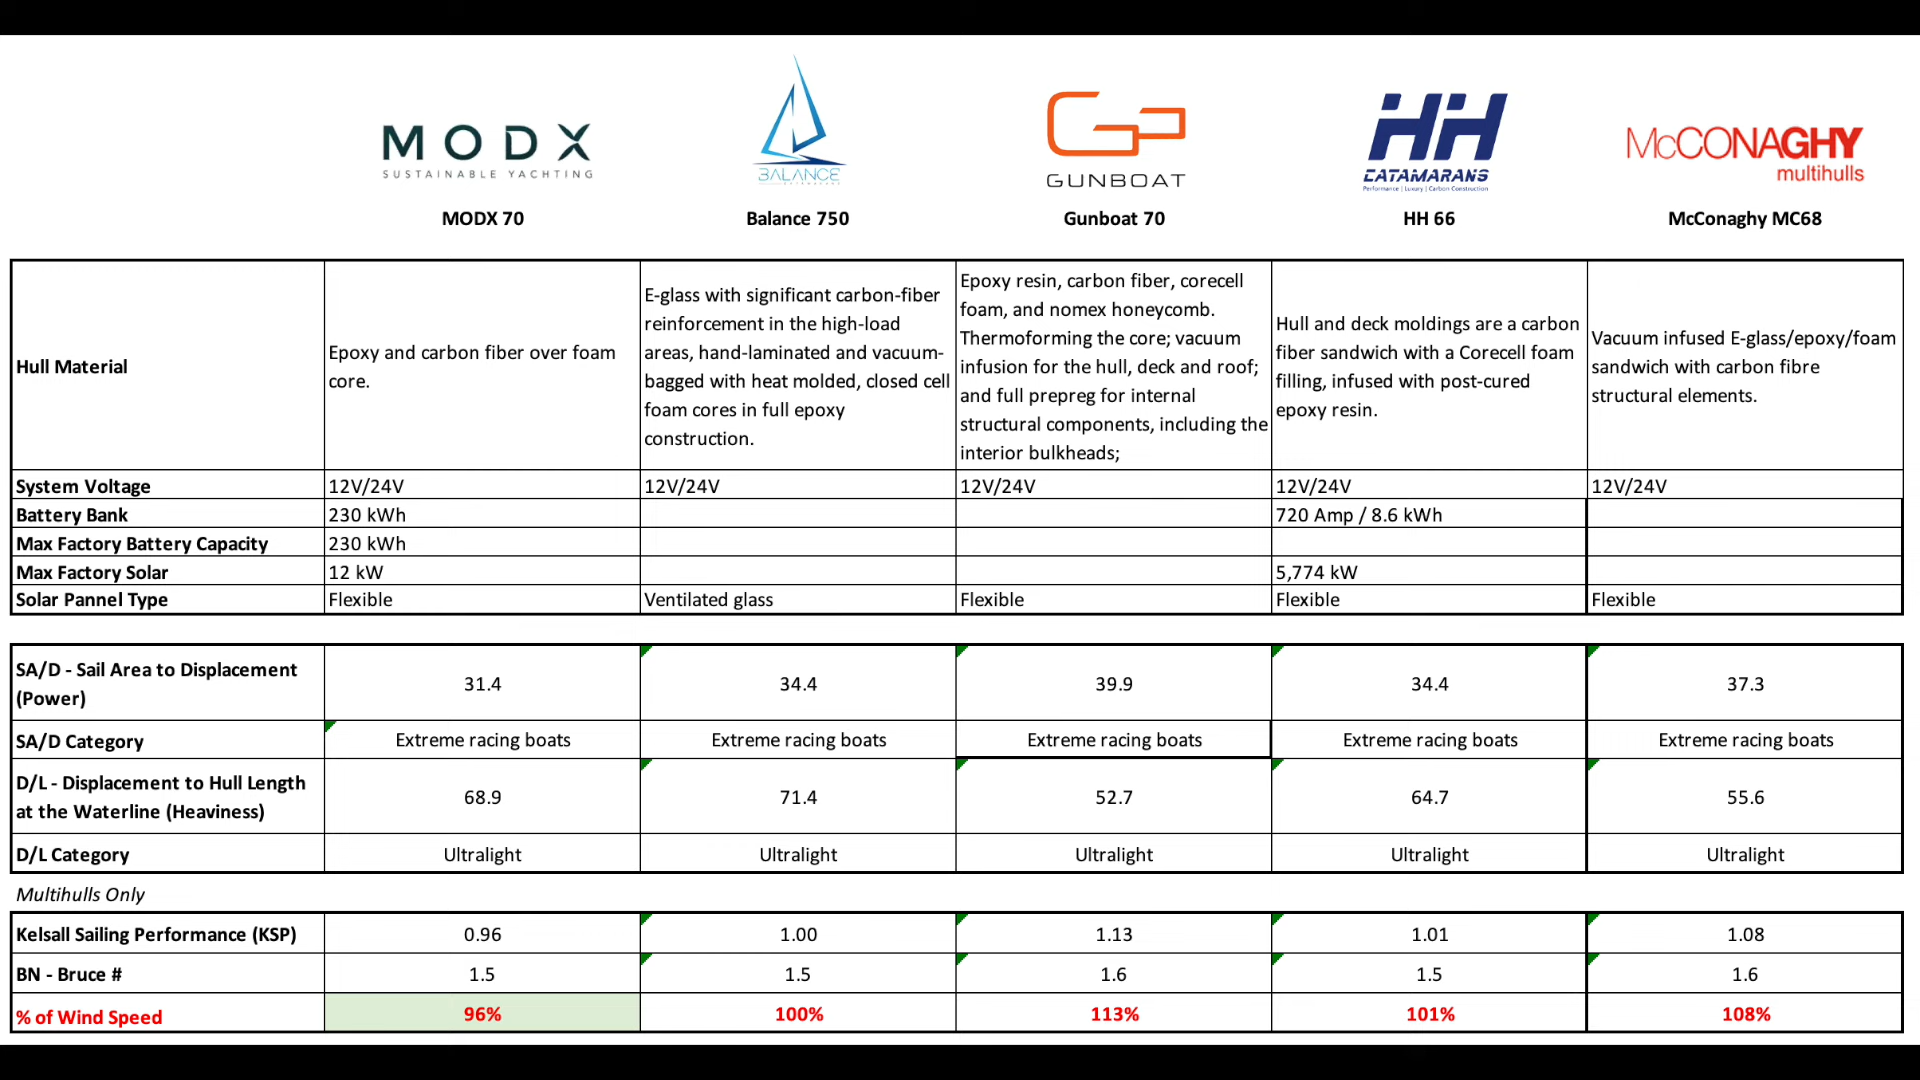 MODX
SUSTAINABLE YACHTING
BALANCE
GUNBOAT
HH
CATAMARANS
Performance | Luxury | Carbon Construction
McCONAGHY
multihulls
MODX 70
Balance 750
Gunboat 70
HH 66
McConaghy MC68
Hull Material
Epoxy and carbon fiber over foam
core.
E-glass with significant carbon-fiber
reinforcement in the high-load
areas, hand-laminated and vacuum-
bagged with heat molded, closed cell
foam cores in full epoxy
construction.
Epoxy resin, carbon fiber, corecell
foam, and nomex honeycomb.
Thermoforming the core; vacuum
infusion for the hull, deck and roof;
and full prepreg for internal
structural components, including the
interior bulkheads;
Hull and deck moldings are a carbon
fiber sandwich with a Corecell foam
filling, infused with post-cured
epoxy resin.
Vacuum infused E-glass/epoxy/foam
sandwich with carbon fibre
structural elements.
System Voltage 12V/24V 12V/24V 12V/24V 12V/24V 12V/24V
Battery Bank 230 kWh 720 Amp / 8.6 kWh
Max Factory Battery Capacity 230 kWh
Max Factory Solar 12 kW 5,774 kW
Solar Pannel Type Flexible Ventilated glass Flexible Flexible Flexible
SA/D - Sail Area to Displacement
(Power)
31.4 34.4 39.9 34.4 37.3
SA/D Category Extreme racing boats Extreme racing boats Extreme racing boats Extreme racing boats Extreme racing boats
D/L - Displacement to Hull Length
at the Waterline (Heaviness)
68.9 71.4 52.7 64.7 55.6
D/L Category Ultralight Ultralight Ultralight Ultralight Ultralight
Multihulls Only
Kelsall Sailing Performance (KSP) 0.96 1.00 1.13 1.01 1.08
BN - Bruce # 1.5 1.5 1.6 1.5 1.6
% of Wind Speed 96% 100% 113% 101% 108%